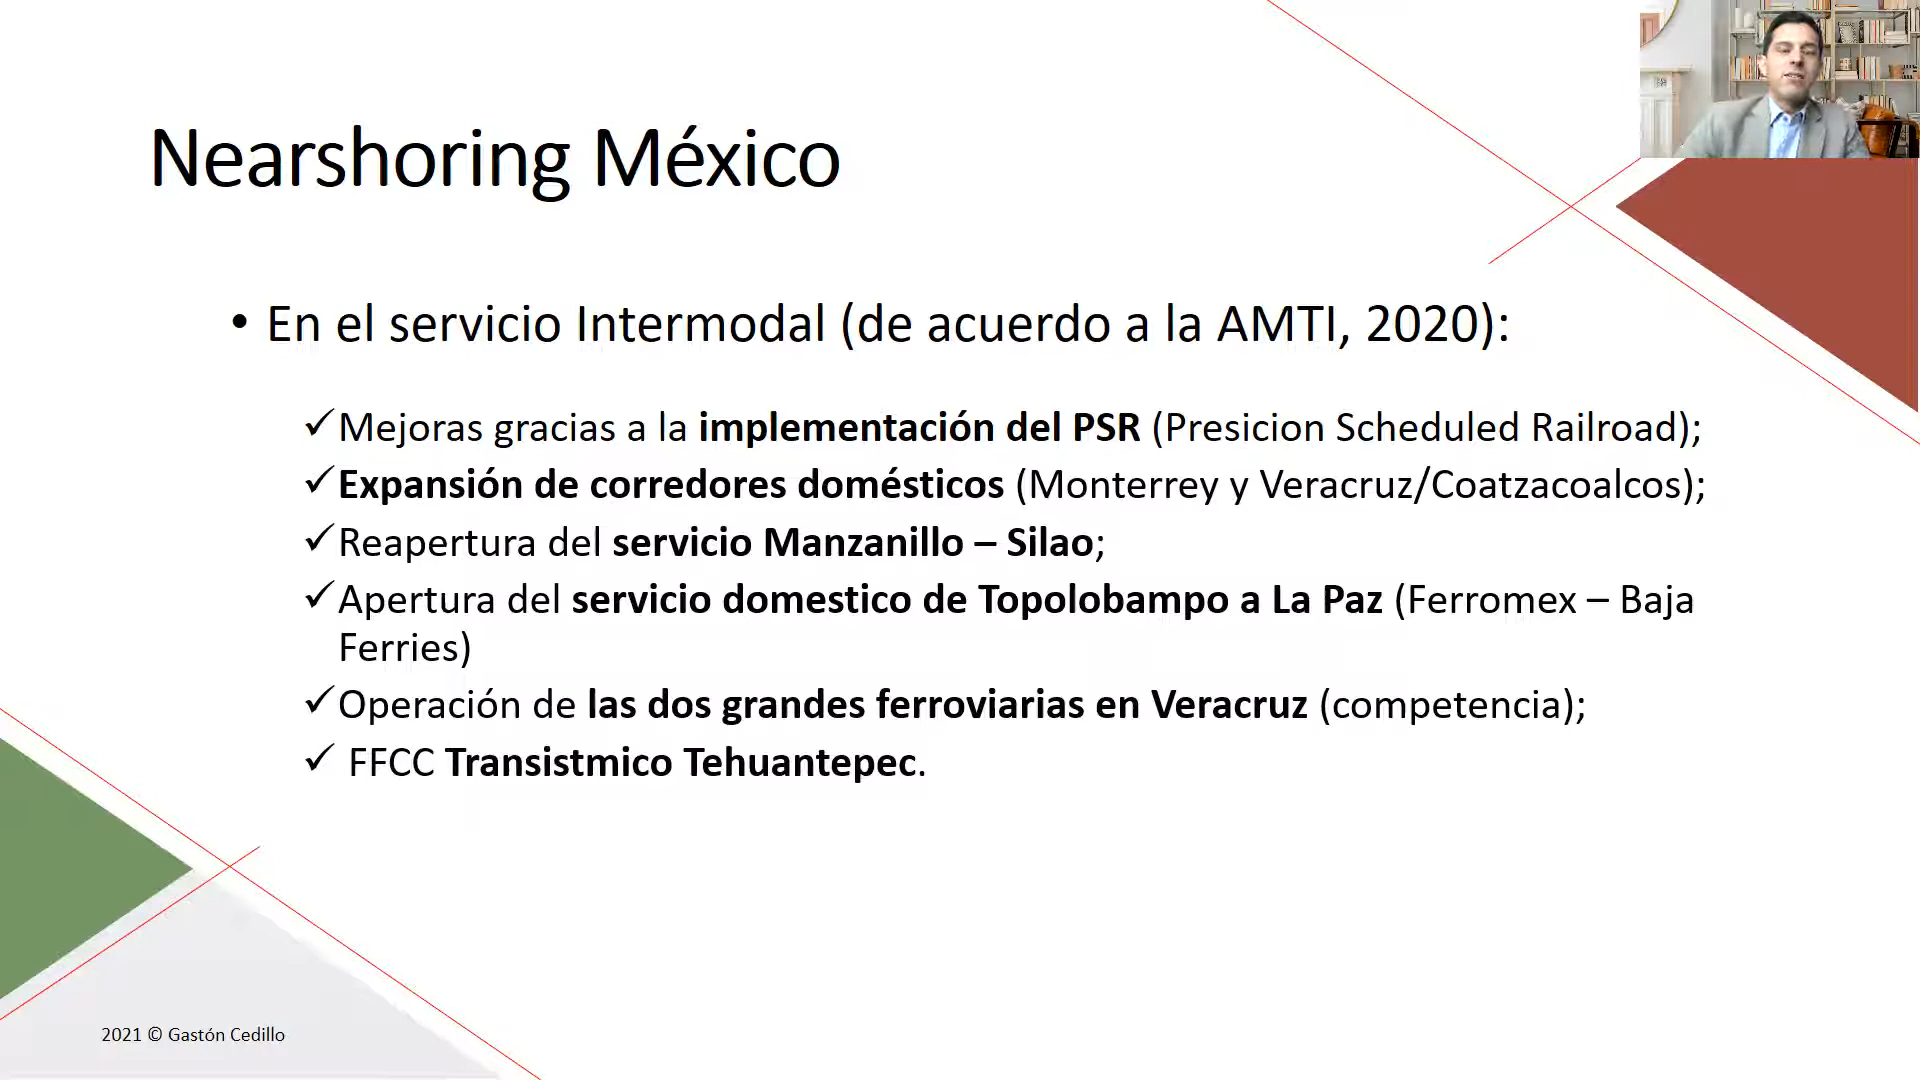 Nearshoring México
• En el servicio Intermodal (de acuerdo a la AMTI, 2020):
✓Mejoras gracias a la implementación del PSR (Presicion Scheduled Railroad);
✓Expansión de corredores domésticos (Monterrey y Veracruz/Coatzacoalcos);
✓Reapertura del servicio Manzanillo – Silao;
✓Apertura del servicio domestico de Topolobampo a La Paz (Ferromex – Baja
Ferries)
✓Operación de las dos grandes ferroviarias en Veracruz (competencia);
✓ FFCC Transistmico Tehuantepec.
2021 © Gastón Cedillo